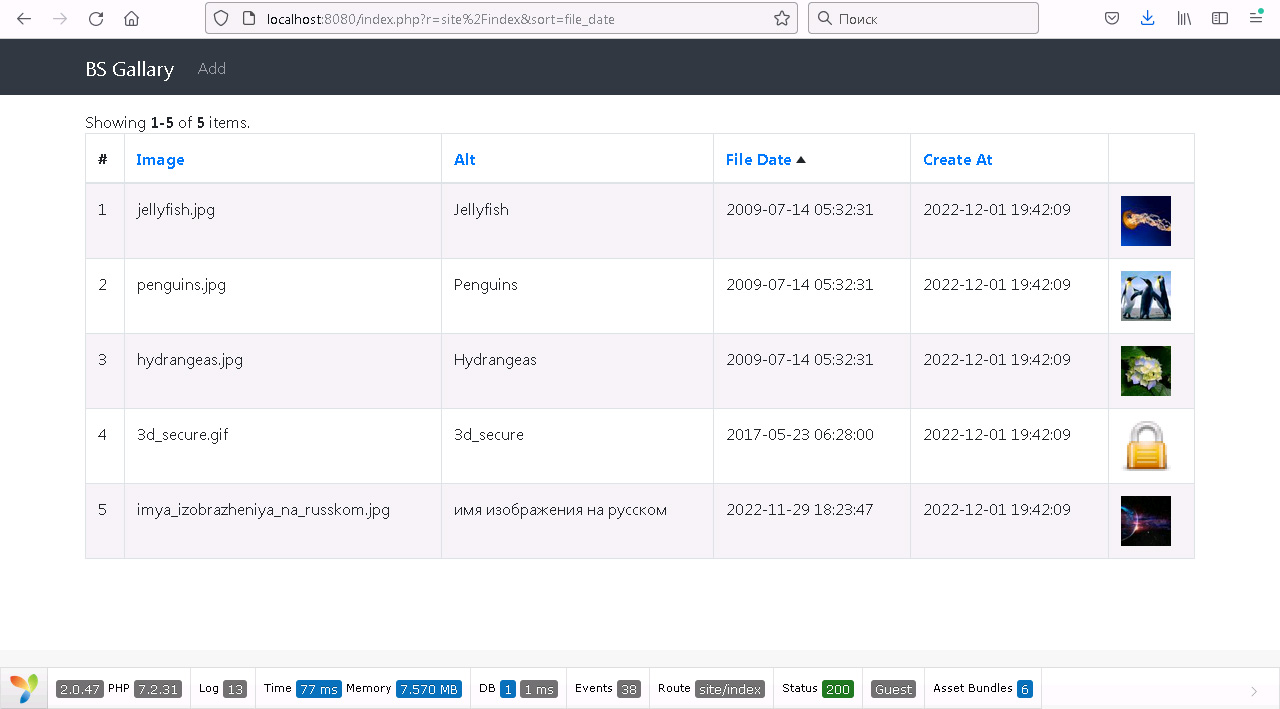 localhost:8080/index.php?r=site%2Findex&sort=file_date
Поиск
BS Gallary Add
Showing 1-5 of 5 items.
# Image Alt File Date Create At
1 jellyfish.jpg Jellyfish 2009-07-14 05:32:31 2022-12-01 19:42:09
2 penguins.jpg Penguins 2009-07-14 05:32:31 2022-12-01 19:42:09
3 hydrangeas.jpg Hydrangeas 2009-07-14 05:32:31 2022-12-01 19:42:09
4 3d_secure.gif 3d_secure 2017-05-23 06:28:00 2022-12-01 19:42:09
5 imya_izobrazheniya_na_russkom.jpg имя изображения на русском 2022-11-29 18:23:47 2022-12-01 19:42:09
2.0.47 PHP 7.2.31 Log 13 Time 77 ms Memory 7.570 MB DB 1 1 ms Events 38 Route site/index Status 200 Guest Asset Bundles 6